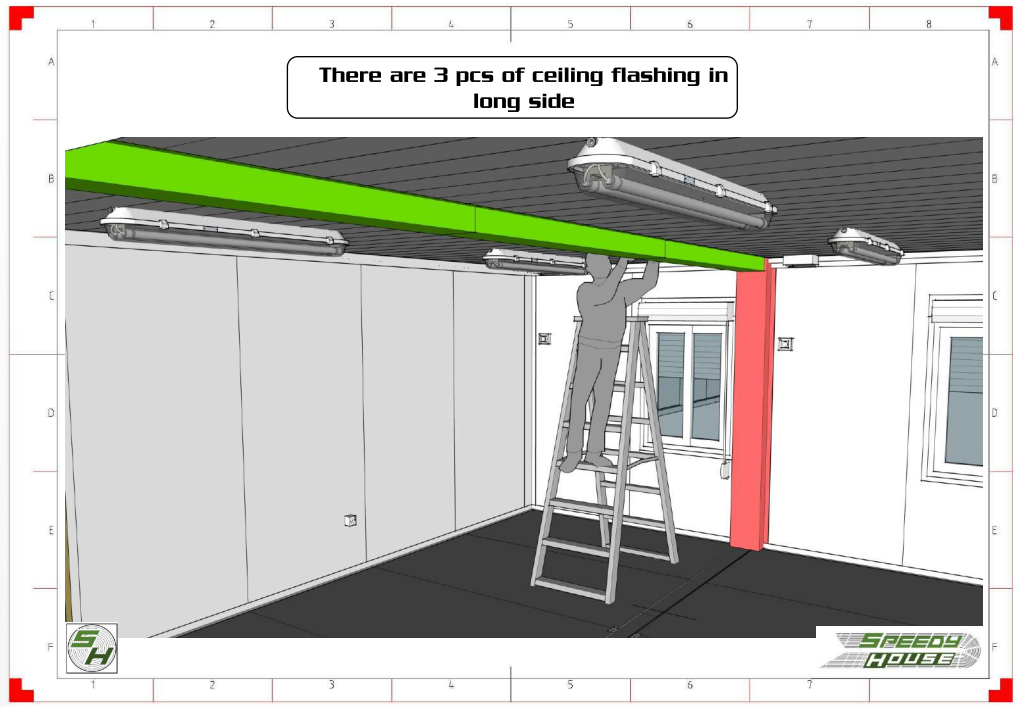 1 2 3 4 5 6 7 8
A A
There are 3 pcs of ceiling flashing in
long side
B B
C C
D D
E E
F F
SH
SPEEDY
HOUSE
1 2 3 4 5 6 7